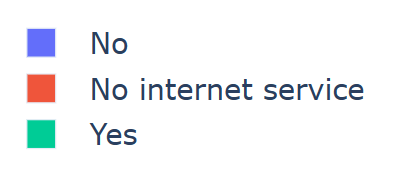 No
No internet service
Yes